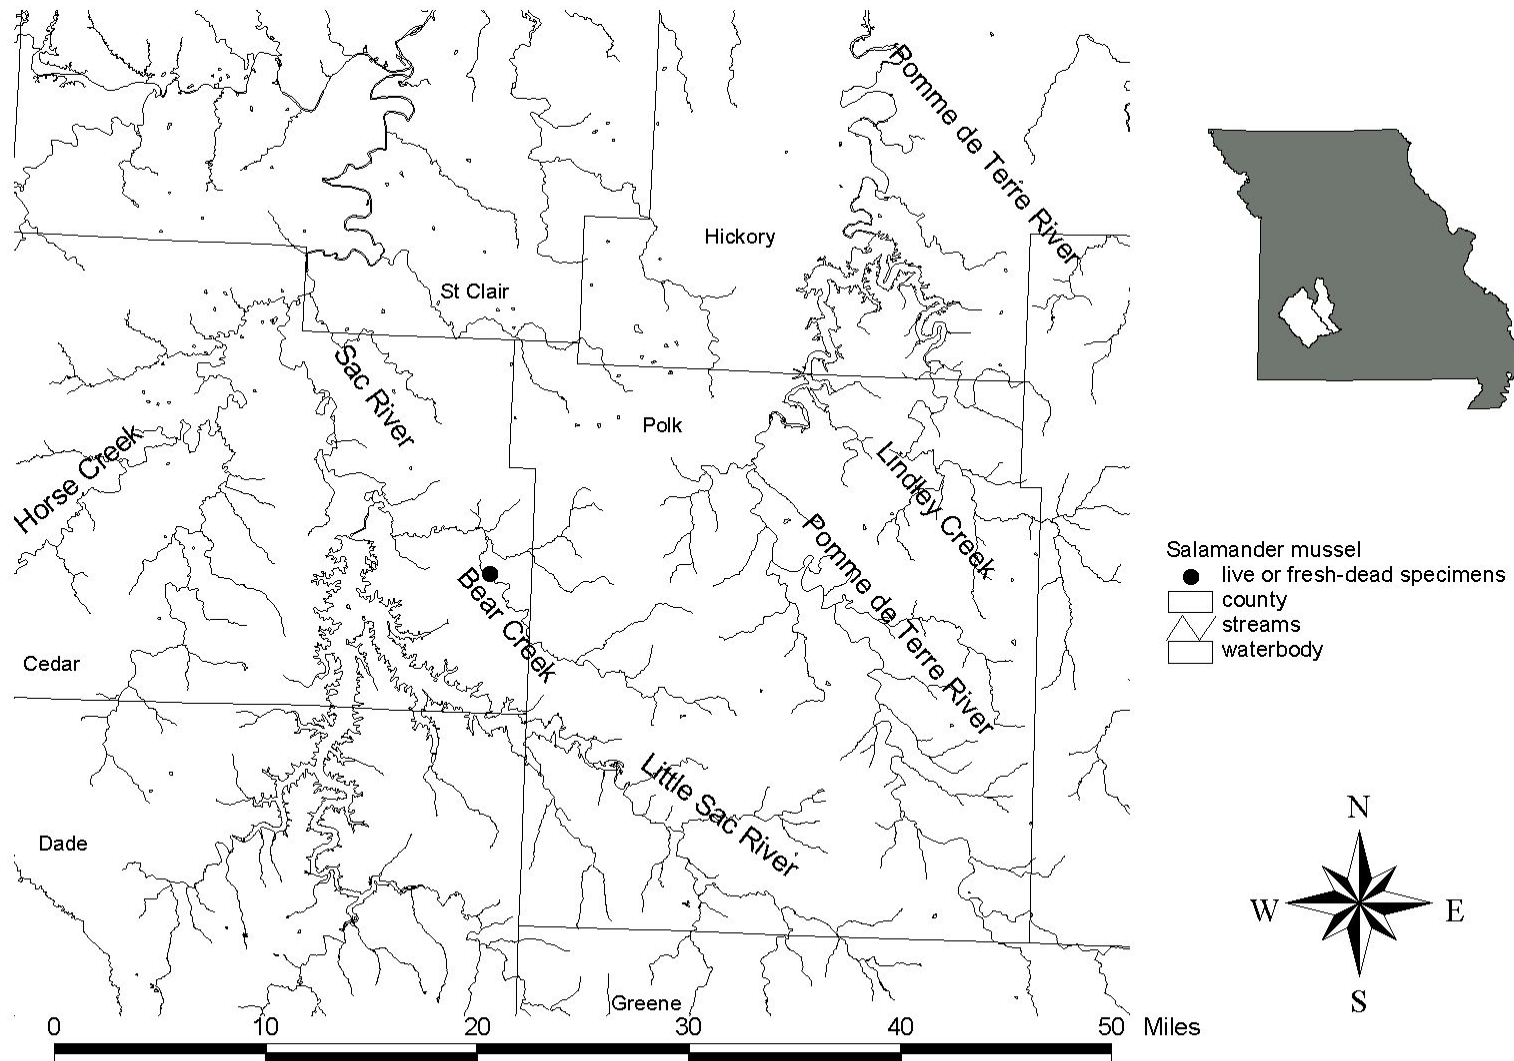 Pomme de Terre River
Hickory
St Clair
Sac River
Horse Creek
Polk
Lindley Creek
Pomme de Terre River
Bear Creek
Cedar
Little Sac River
Dade
Greene
0 10 20 30 40 50 Miles
Salamander mussel
live or fresh-dead specimens
county
streams
waterbody
N
W E
S